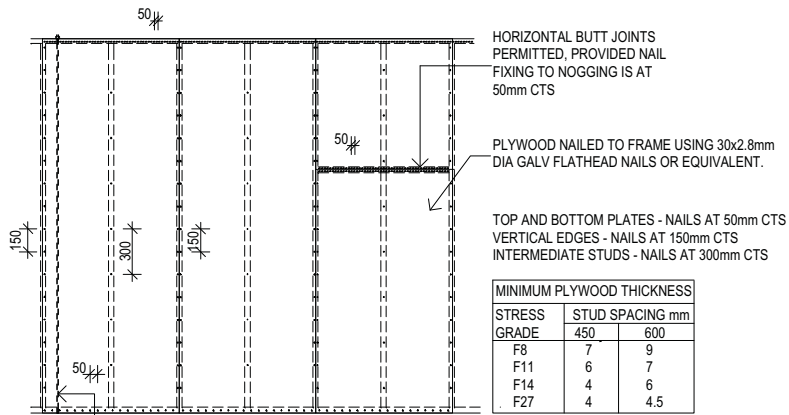 50
HORIZONTAL BUTT JOINTS
PERMITTED, PROVIDED NAIL
FIXING TO NOGGING IS AT
50mm CTS
50
PLYWOOD NAILED TO FRAME USING 30x2.8mm
DIA GALV FLATHEAD NAILS OR EQUIVALENT.
150
300
150
TOP AND BOTTOM PLATES - NAILS AT 50mm CTS
VERTICAL EDGES - NAILS AT 150mm CTS
INTERMEDIATE STUDS - NAILS AT 300mm CTS
MINIMUM PLYWOOD THICKNESS
STRESS STUD SPACING mm
GRADE 450 600
F8 7 9
F11 6 7
F14 4 6
F27 4 4.5
50